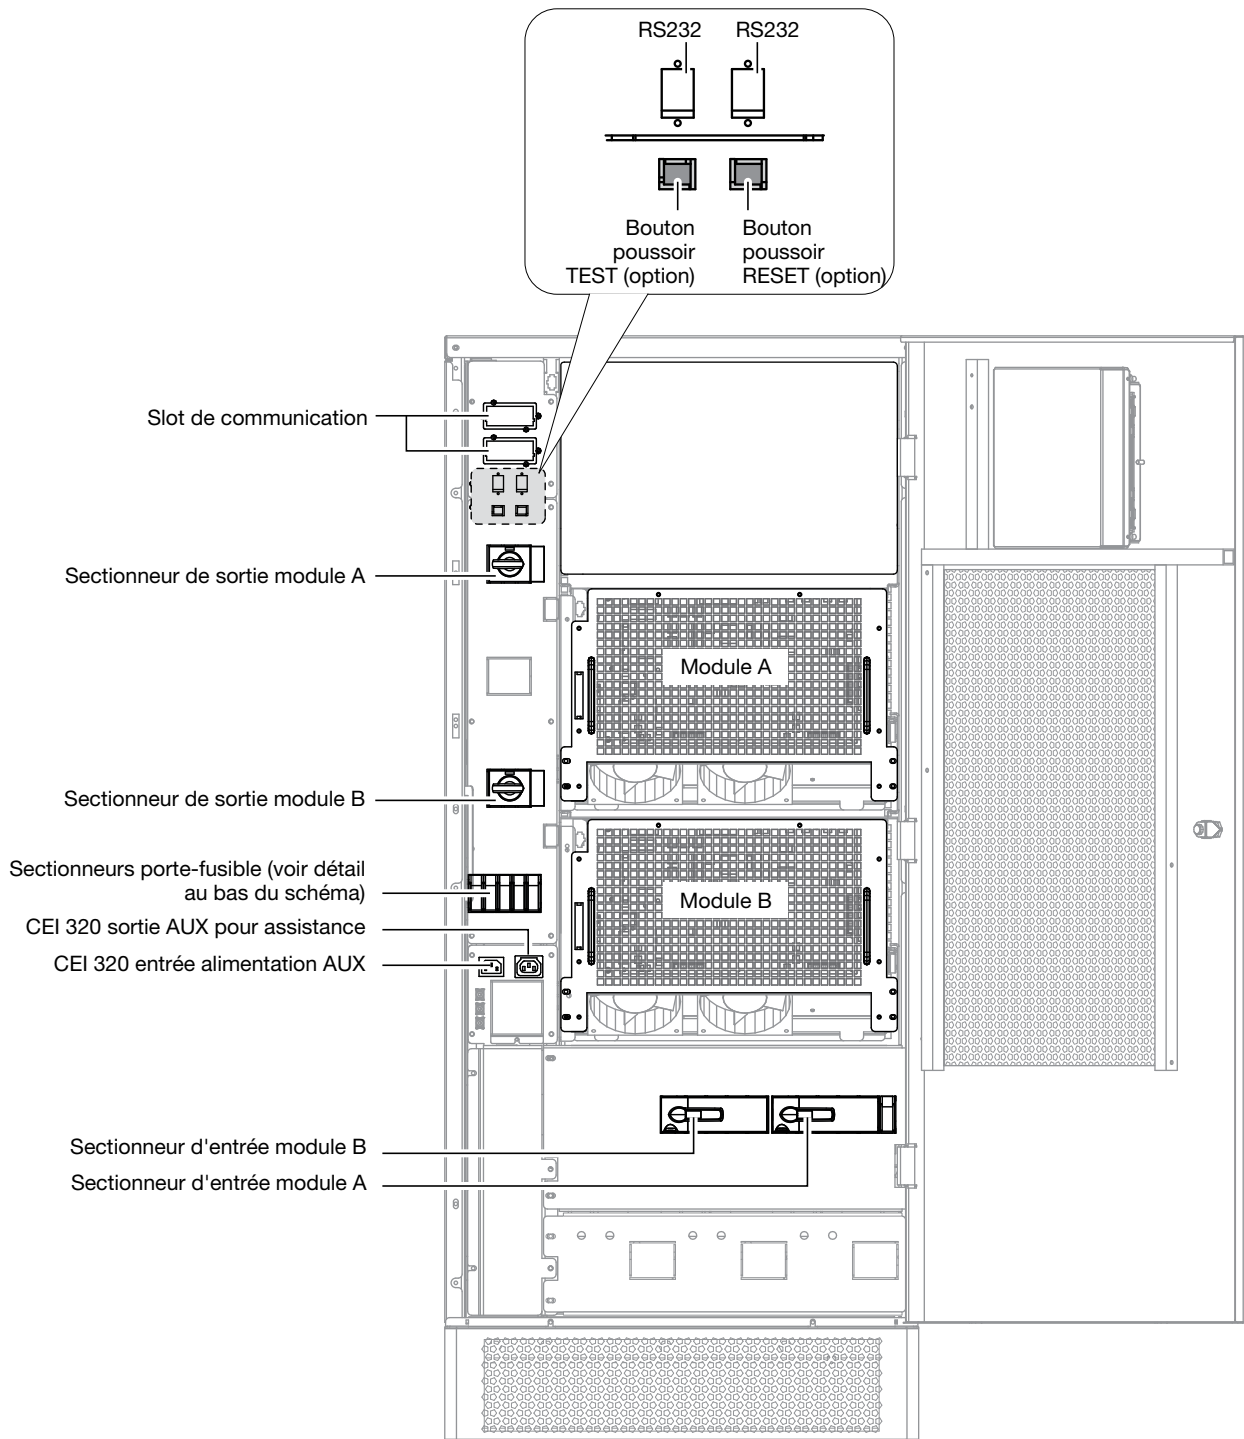 RS232 RS232
Bouton
poussoir
TEST (option)
Bouton
poussoir
RESET (option)
Slot de communication
Sectionneur de sortie module A
Module A
Sectionneur de sortie module B
Sectionneurs porte-fusible (voir détail
au bas du schéma)
Module B
CEI 320 sortie AUX pour assistance
CEI 320 entrée alimentation AUX
Sectionneur d'entrée module B
Sectionneur d'entrée module A